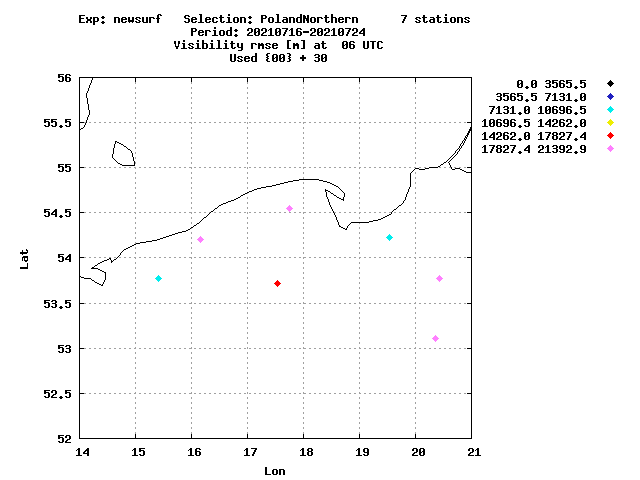 Exp: newsurf Selection: PolandNorthern 7 stations
Period: 20210716-20210724
Visibility rmse [m] at 06 UTC
Used {00} + 30
0.0 3565.5
3565.5 7131.0
7131.0 10696.5
10696.5 14262.0
14262.0 17827.4
17827.4 21392.9
56
55.5
55
54.5
54
53.5
53
52.5
52
Lat
14 15 16 17 18 19 20 21
Lon